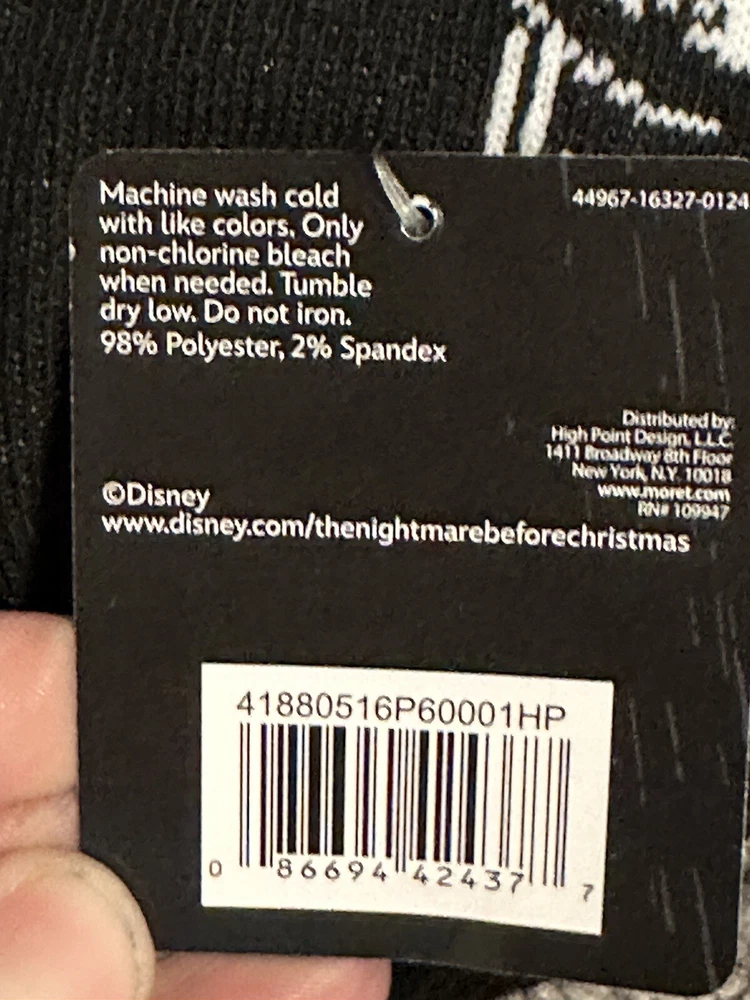 Machine wash cold
with like colors. Only
non-chlorine bleach
when needed. Tumble
dry low. Do not iron.
98% Polyester, 2% Spandex
44967-16327-0124
Distributed by:
High Point Design, L.L.C.
1411 Broadway 8th Floor
New York, N.Y. 10018
www.moret.com
RN# 109947
©Disney
www.disney.com/thenightmarebeforechristmas
41880516P60001HP
0 86694 42437 7